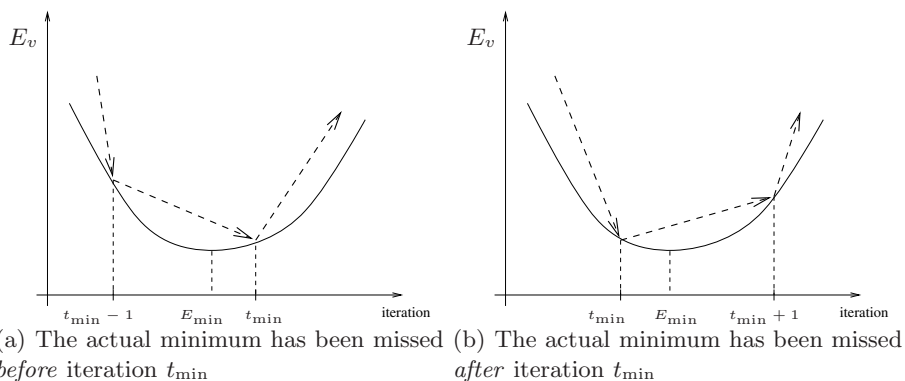 E_v
t_min − 1
E_min
t_min
iteration
(a) The actual minimum has been missed
before iteration t_min
E_v
t_min
E_min
t_min + 1
iteration
(b) The actual minimum has been missed
after iteration t_min